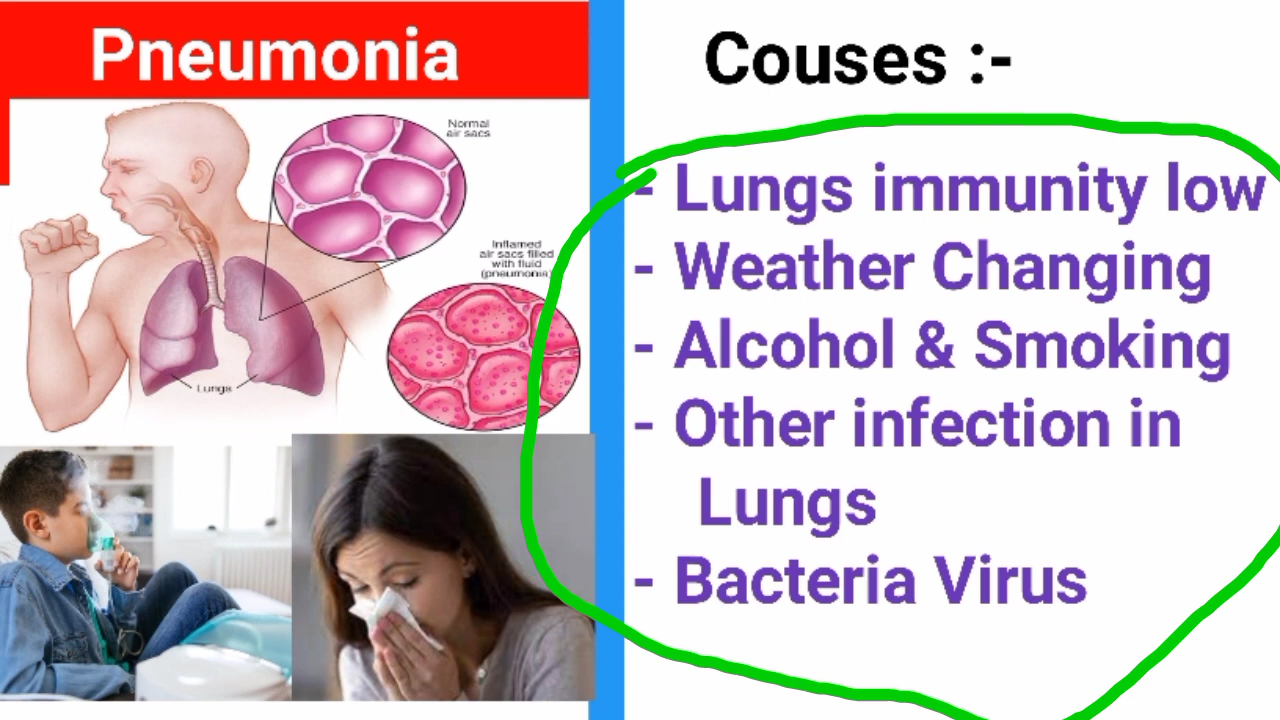 Pneumonia
Normal
air sacs
Inflamed
air sacs filled
with fluid
(pneumonia)
Lungs
Couses :-
- Lungs immunity low
- Weather Changing
- Alcohol & Smoking
- Other infection in
Lungs
- Bacteria Virus